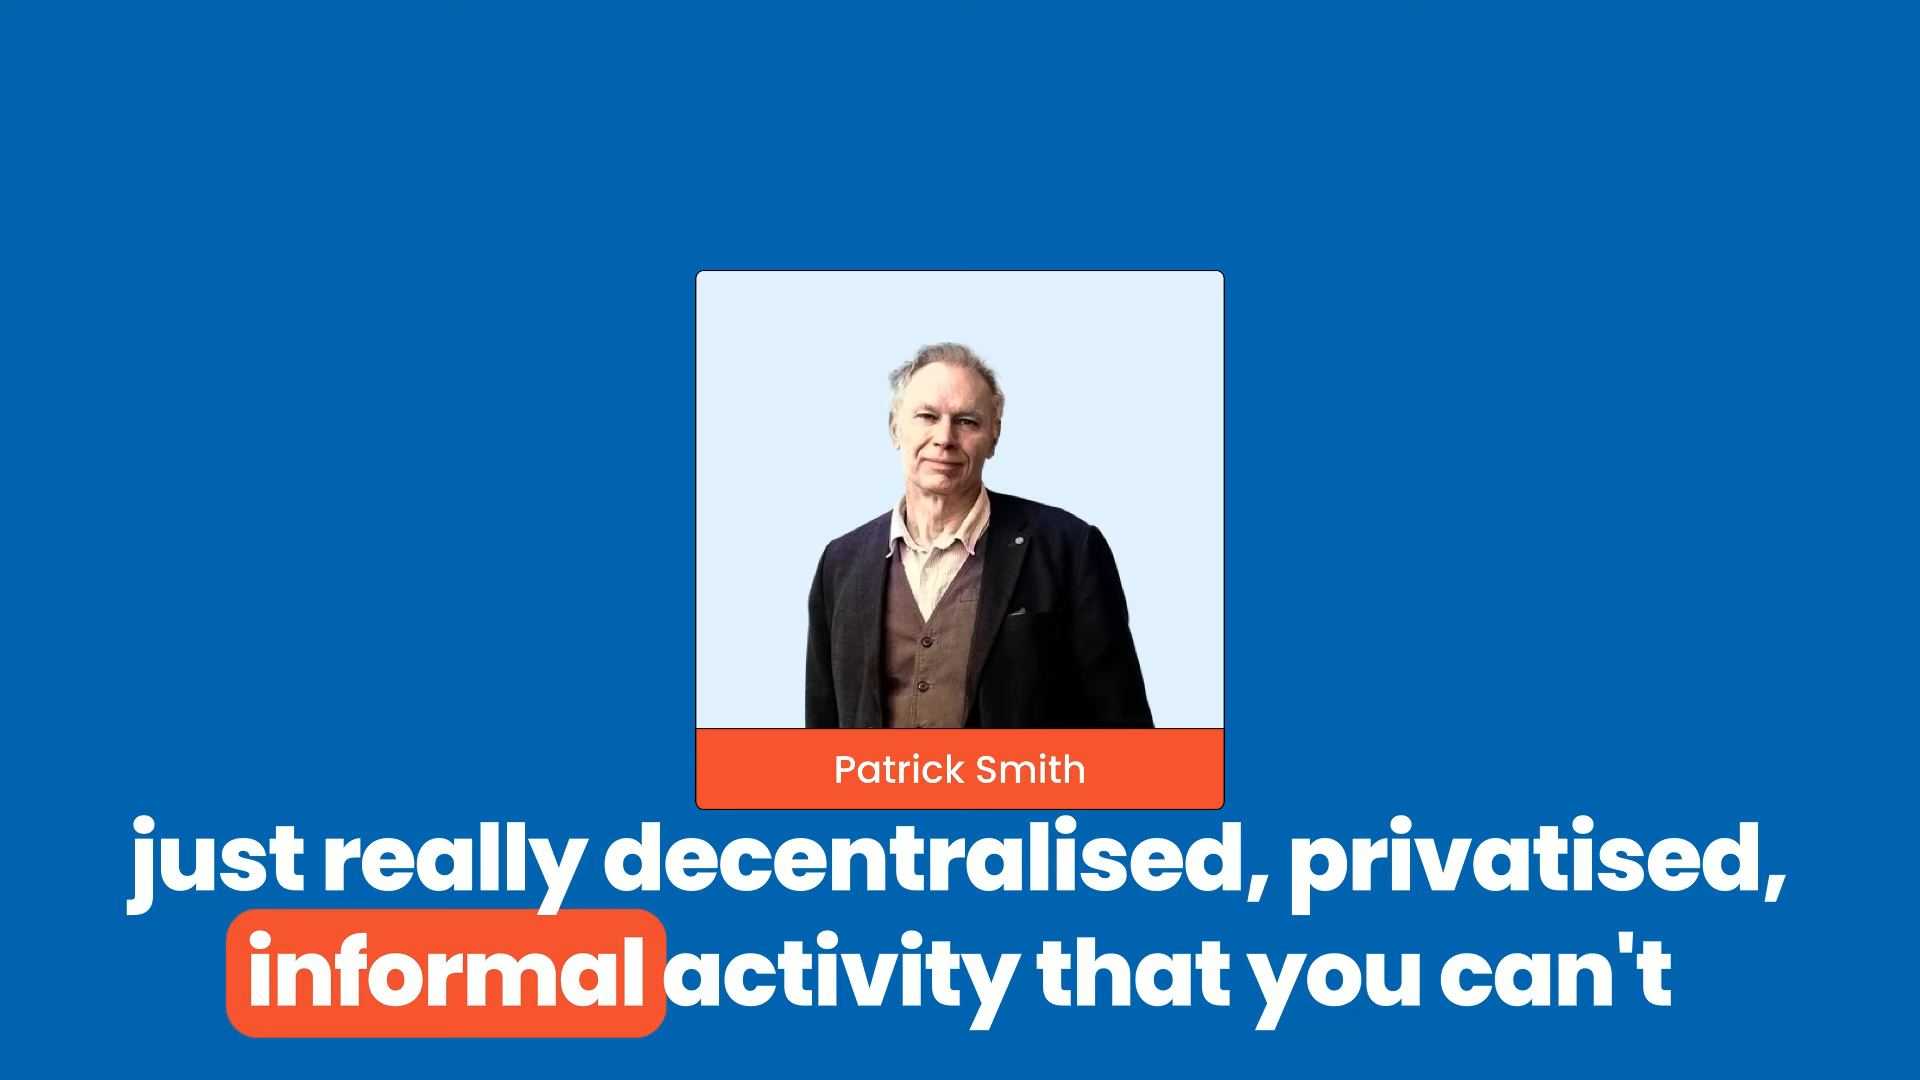 Patrick Smith
just really decentralised, privatised,
informal activity that you can't